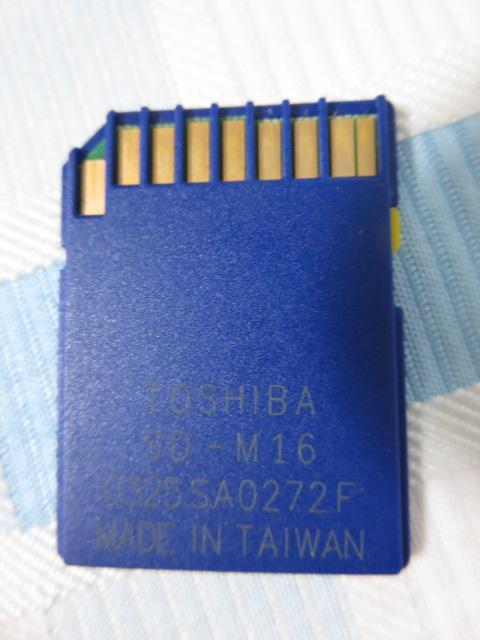 TOSHIBA
SD-M16
0325SA0272F
MADE IN TAIWAN